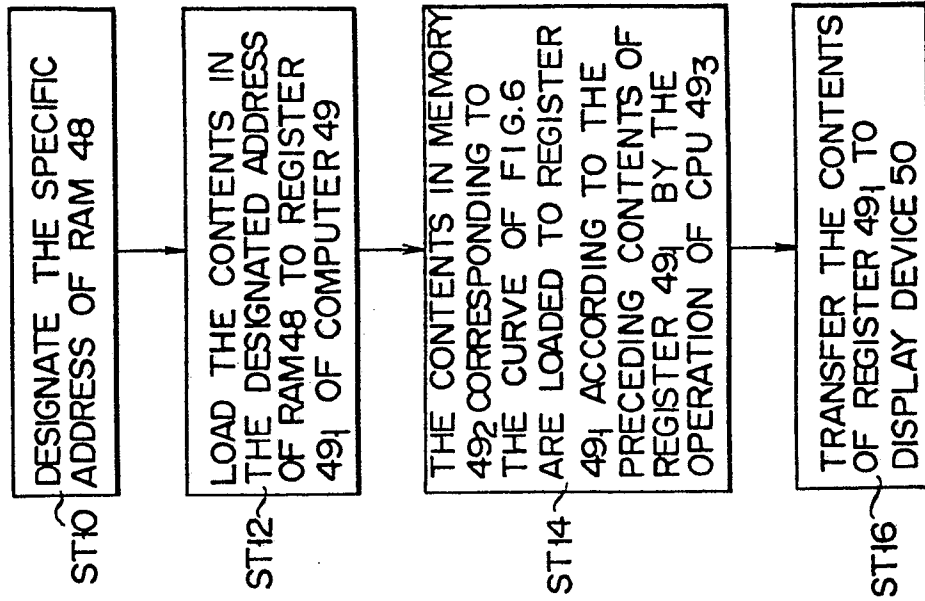 ST10
DESIGNATE THE SPECIFIC
ADDRESS OF RAM 48
ST12
LOAD THE CONTENTS IN
THE DESIGNATED ADDRESS
OF RAM48 TO REGISTER
49₁ OF COMPUTER 49
ST14
THE CONTENTS IN MEMORY
49₂ CORRESPONDING TO
THE CURVE OF FIG.6
ARE LOADED TO REGISTER
49₁ ACCORDING TO THE
PRECEDING CONTENTS OF
REGISTER 49₁ BY THE
OPERATION OF CPU 49₃
ST16
TRANSFER THE CONTENTS
OF REGISTER 49₁ TO
DISPLAY DEVICE 50